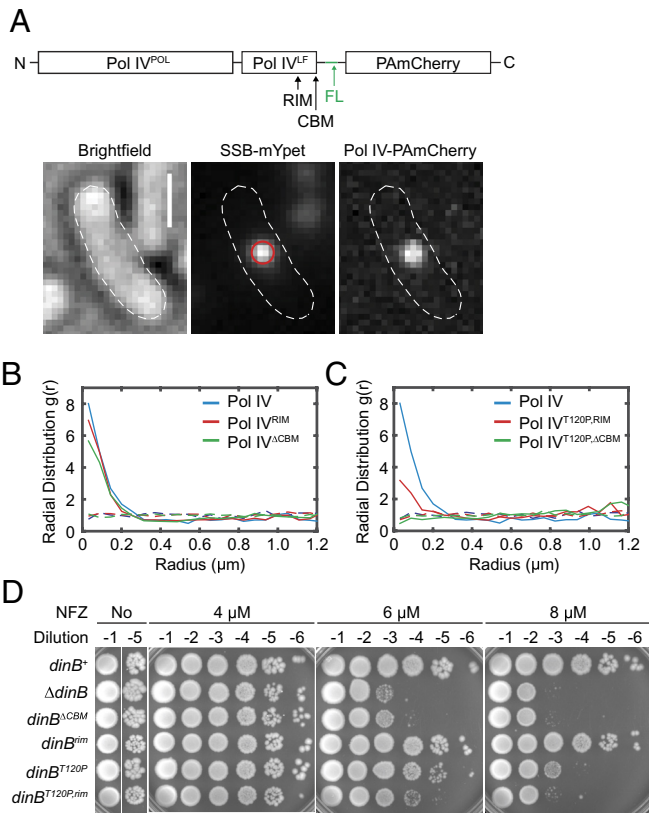 A
N Pol IV^POL Pol IV^LF PAmCherry C
RIM FL
CBM
Brightfield SSB-mYpet Pol IV-PAmCherry
B
Radial Distribution g(r)
8
6
4
2
0
0 0.2 0.4 0.6 0.8 1.0 1.2
Radius (μm)
Pol IV
Pol IV^RIM
Pol IV^ΔCBM
C
Radial Distribution g(r)
8
6
4
2
0
0 0.2 0.4 0.6 0.8 1.0 1.2
Radius (μm)
Pol IV
Pol IV^T120P,RIM
Pol IV^T120P,ΔCBM
D
NFZ No 4 μM 6 μM 8 μM
Dilution -1 -5 -1 -2 -3 -4 -5 -6 -1 -2 -3 -4 -5 -6 -1 -2 -3 -4 -5 -6
dinB+
ΔdinB
dinB^ΔCBM
dinB^rim
dinB^T120P
dinB^T120P,rim